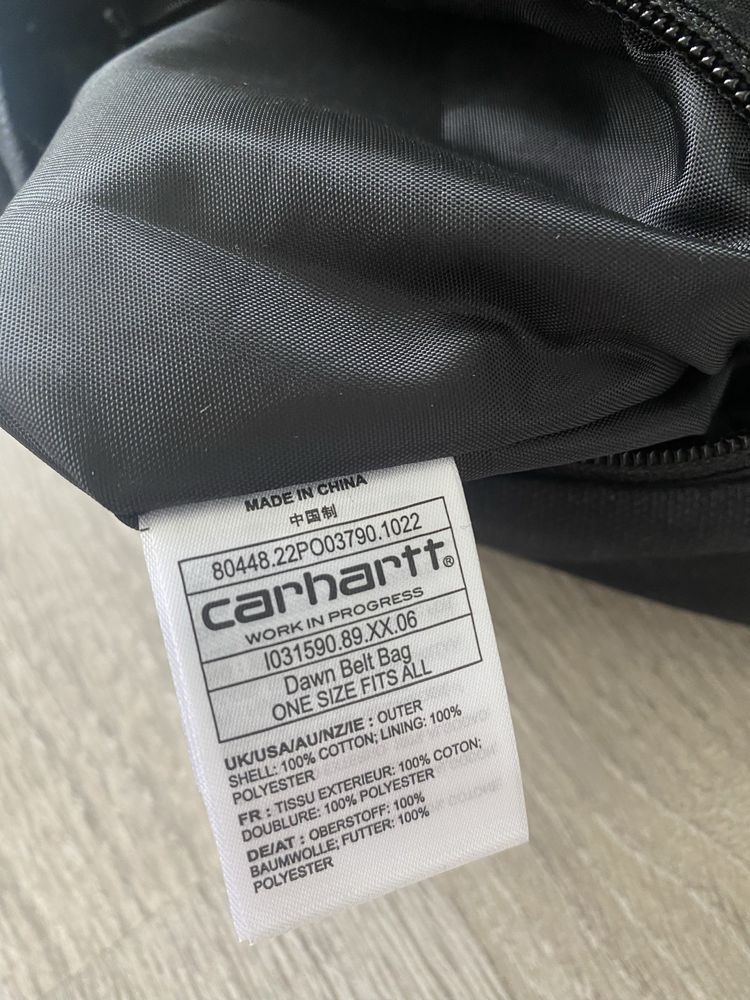 MADE IN CHINA
中国制
80448.22PO03790.1022
carhartt.
WORK IN PROGRESS
I031590.89.XX.06
Dawn Belt Bag
ONE SIZE FITS ALL
UK/USA/AU/NZ/IE : OUTER
SHELL: 100% COTTON; LINING: 100%
POLYESTER
FR : TISSU EXTERIEUR: 100% COTON;
DOUBLURE: 100% POLYESTER
DE/AT : OBERSTOFF: 100%
BAUMWOLLE; FUTTER: 100%
POLYESTER